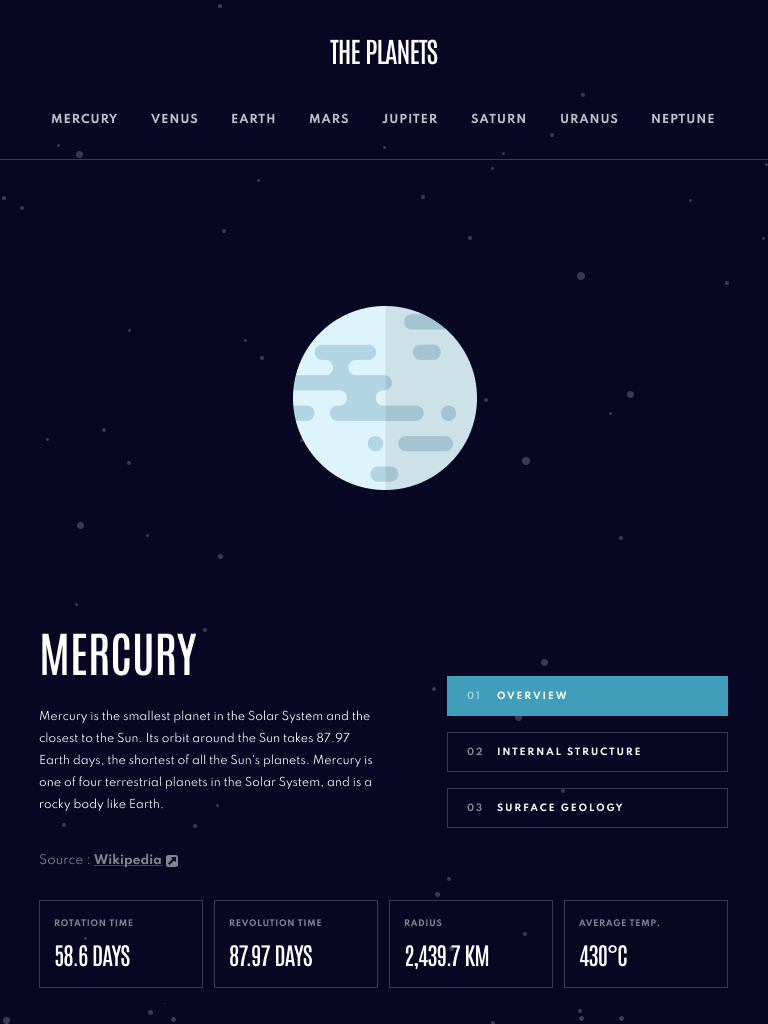 THE PLANETS
MERCURY VENUS EARTH MARS JUPITER SATURN URANUS NEPTUNE
MERCURY
Mercury is the smallest planet in the Solar System and the
closest to the Sun. Its orbit around the Sun takes 87.97
Earth days, the shortest of all the Sun's planets. Mercury is
one of four terrestrial planets in the Solar System, and is a
rocky body like Earth.
Source : Wikipedia
01 OVERVIEW
02 INTERNAL STRUCTURE
03 SURFACE GEOLOGY
ROTATION TIME
58.6 DAYS
REVOLUTION TIME
87.97 DAYS
RADIUS
2,439.7 KM
AVERAGE TEMP.
430°C